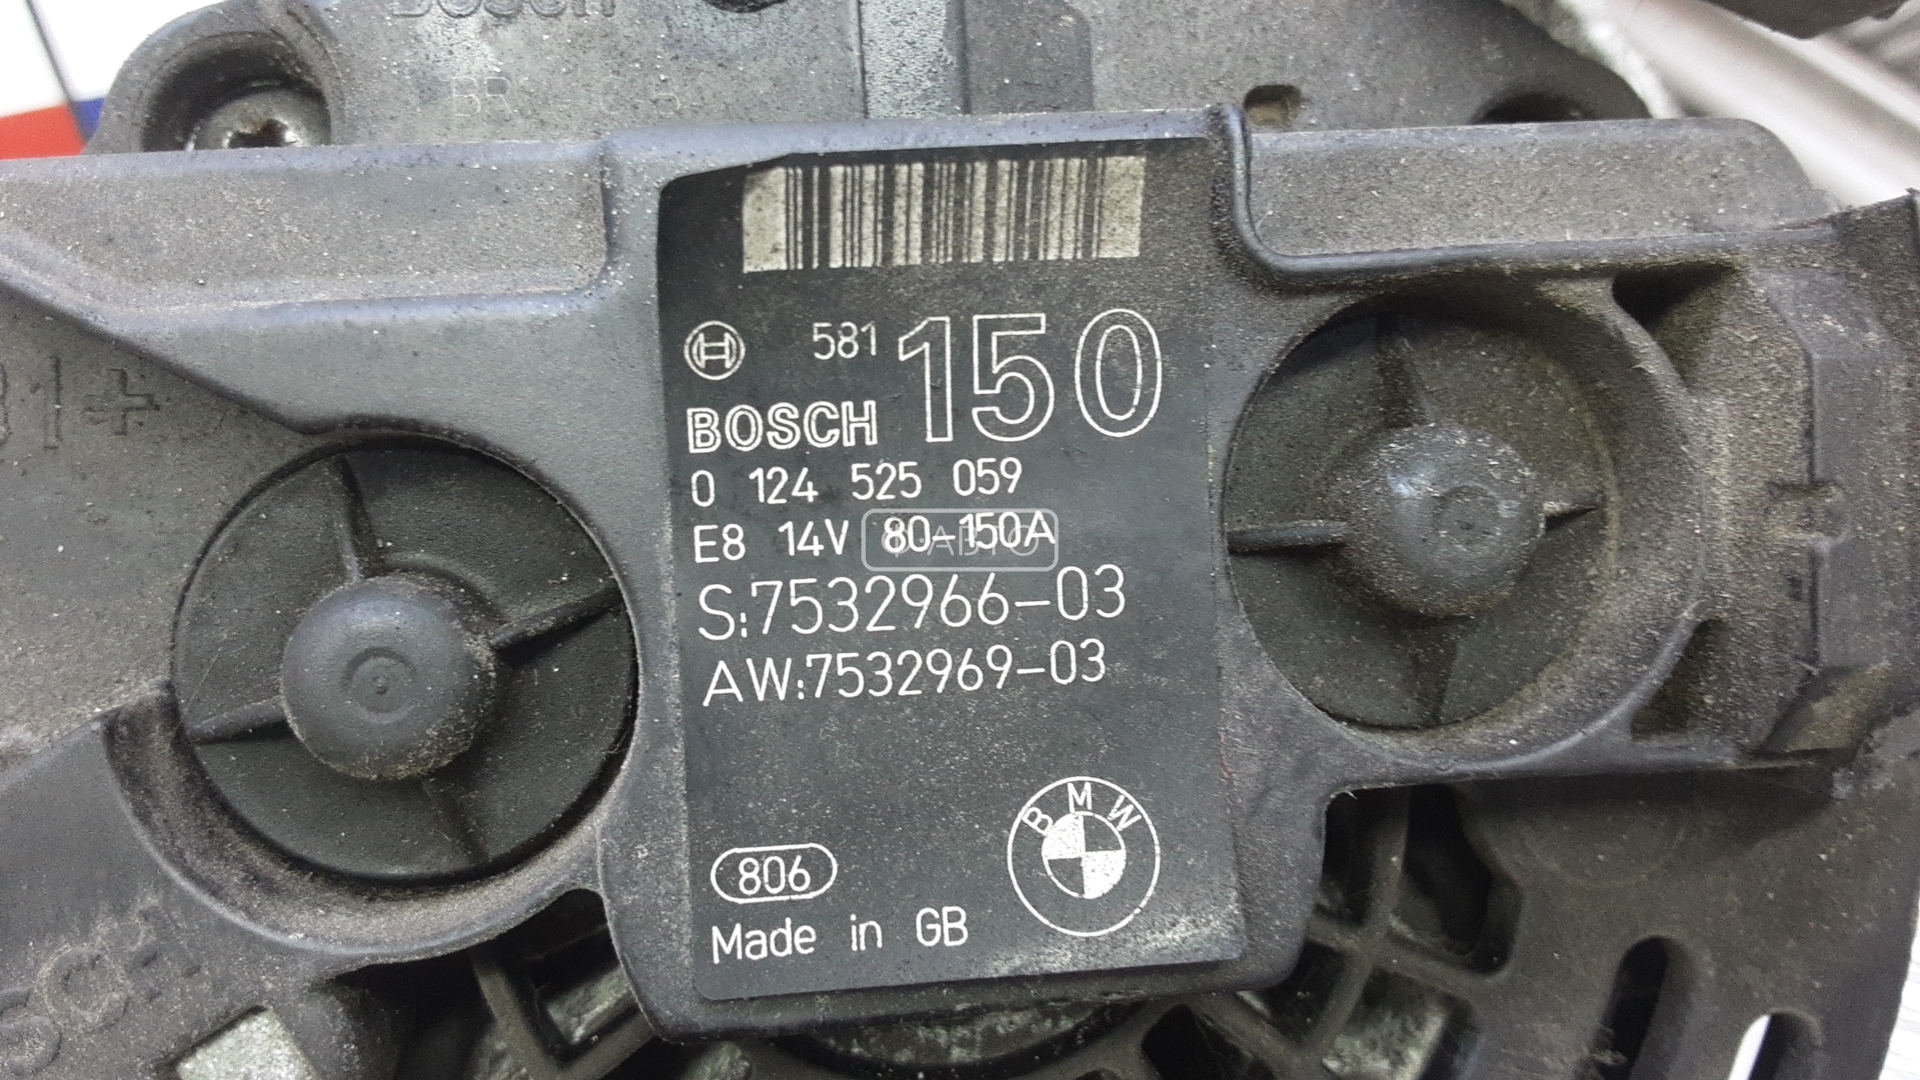 BOSCH
581 150
BOSCH
0 124 525 059
E8 14V 80-150A
S:7532966-03
AW:7532969-03
BMW
806
Made in GB